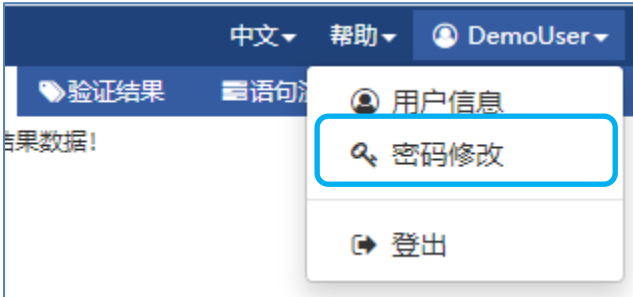 中文 帮助 DemoUser
验证结果 语句
用户信息
结果数据!
密码修改
登出